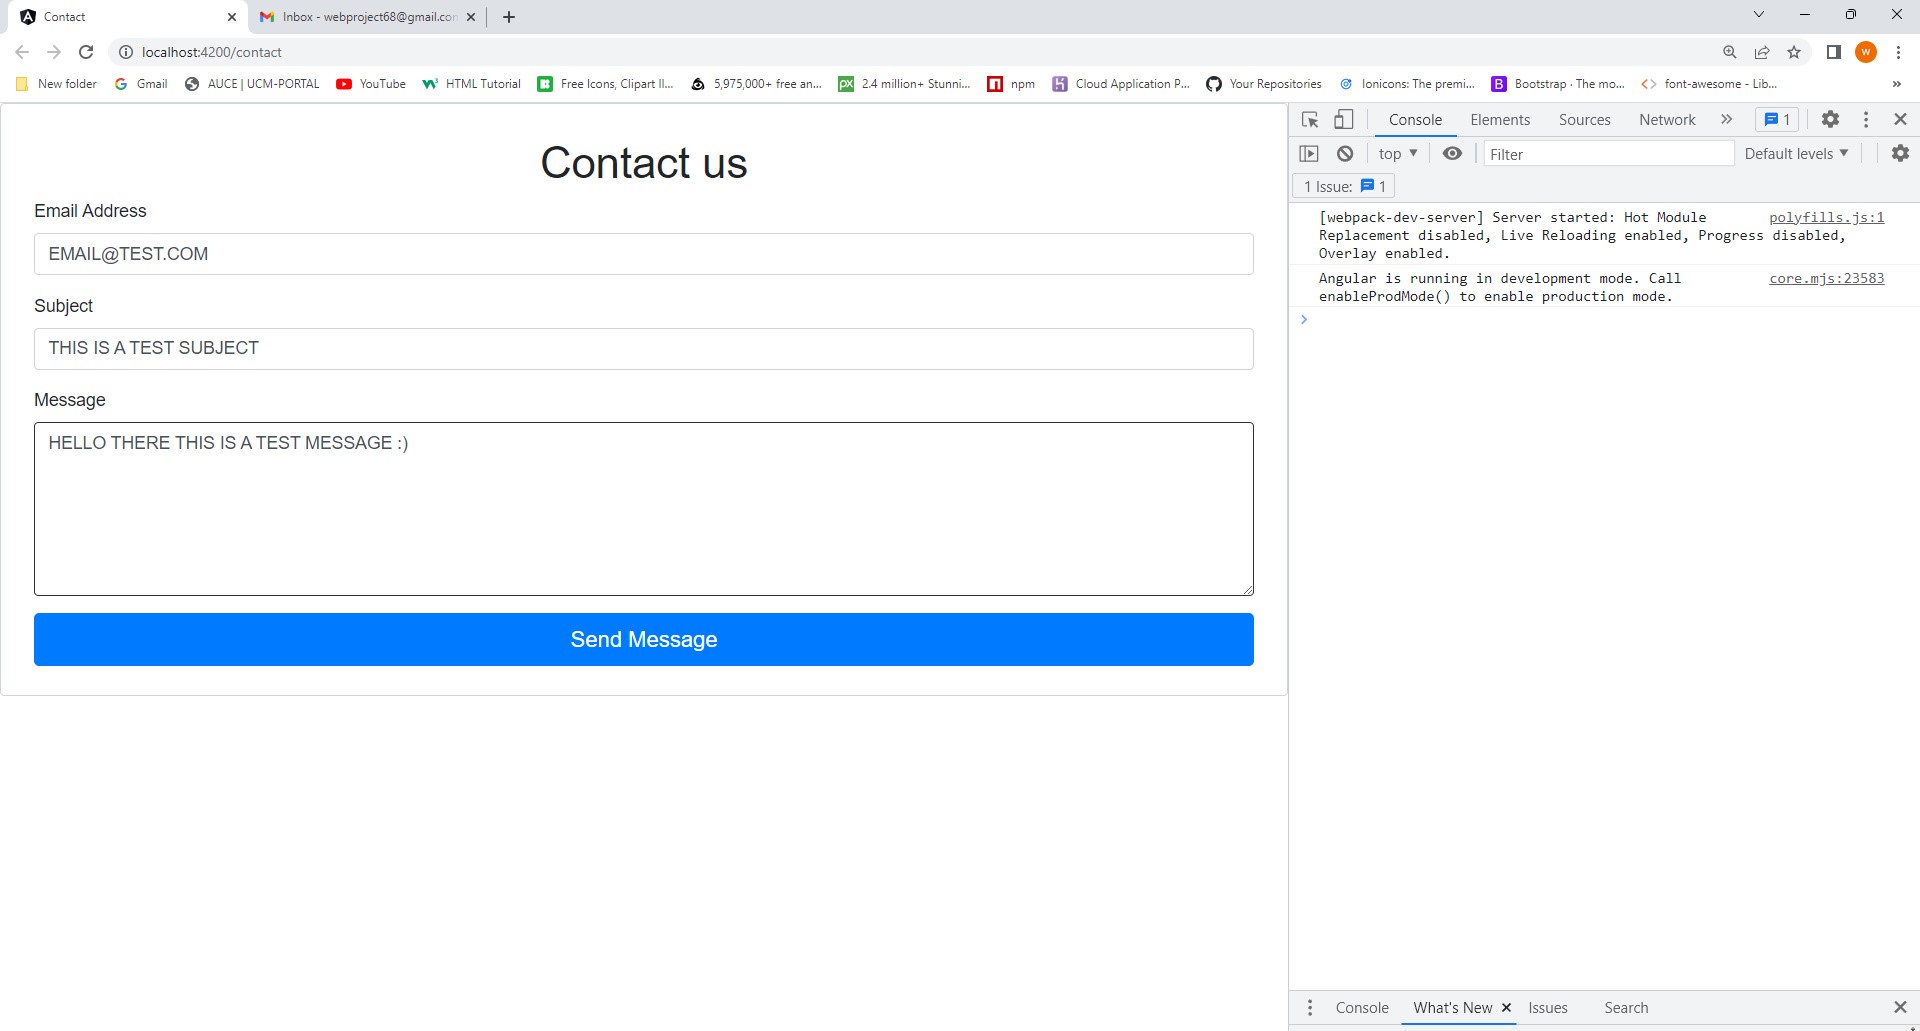 Contact
Inbox - webproject68@gmail.co
localhost:4200/contact
New folder Gmail AUCE | UCM-PORTAL YouTube HTML Tutorial Free Icons, Clipart Il... 5,975,000+ free an... 2.4 million+ Stunni... npm Cloud Application P... Your Repositories Ionicons: The premi... Bootstrap · The mo... font-awesome - Lib... »
Contact us
Email Address
EMAIL@TEST.COM
Subject
THIS IS A TEST SUBJECT
Message
HELLO THERE THIS IS A TEST MESSAGE :)
Send Message
Console Elements Sources Network » 1
top Filter Default levels
1 Issue: 1
[webpack-dev-server] Server started: Hot Module polyfills.js:1
Replacement disabled, Live Reloading enabled, Progress disabled,
Overlay enabled.
Angular is running in development mode. Call core.mjs:23583
enableProdMode() to enable production mode.
Console What's New Issues Search